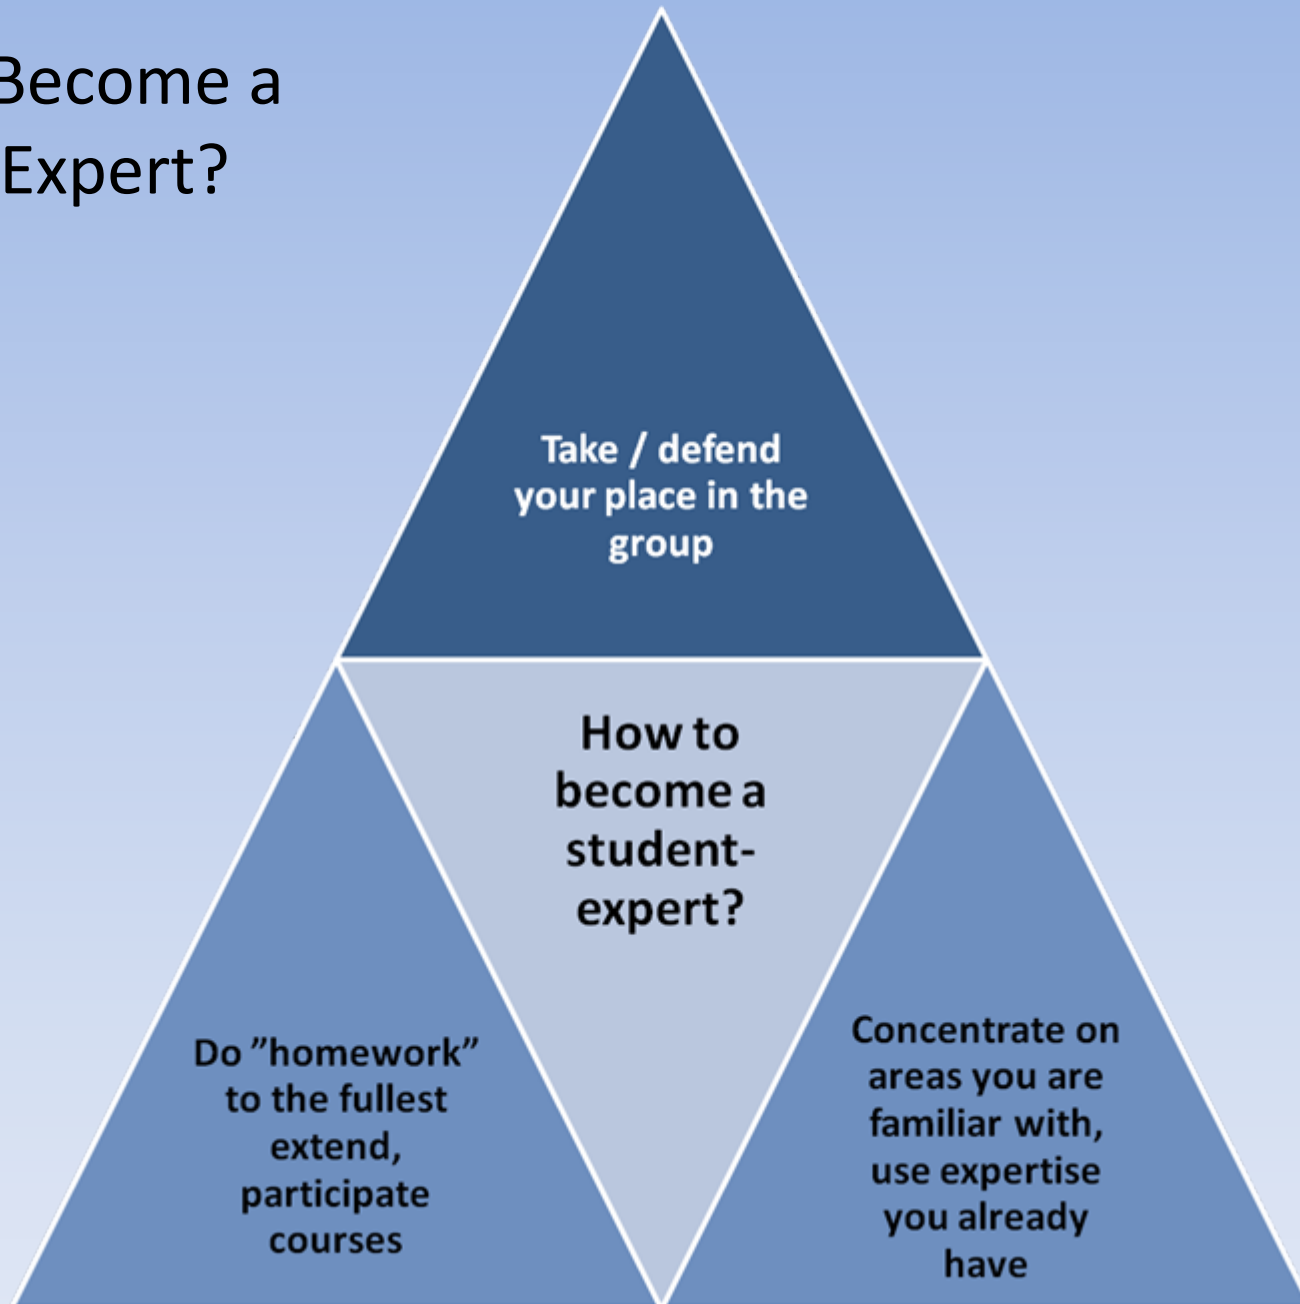 Become a
Expert?
Take / defend
your place in the
group
How to
become a
student-
expert?
Do ”homework”
to the fullest
extend,
participate
courses
Concentrate on
areas you are
familiar with,
use expertise
you already
have